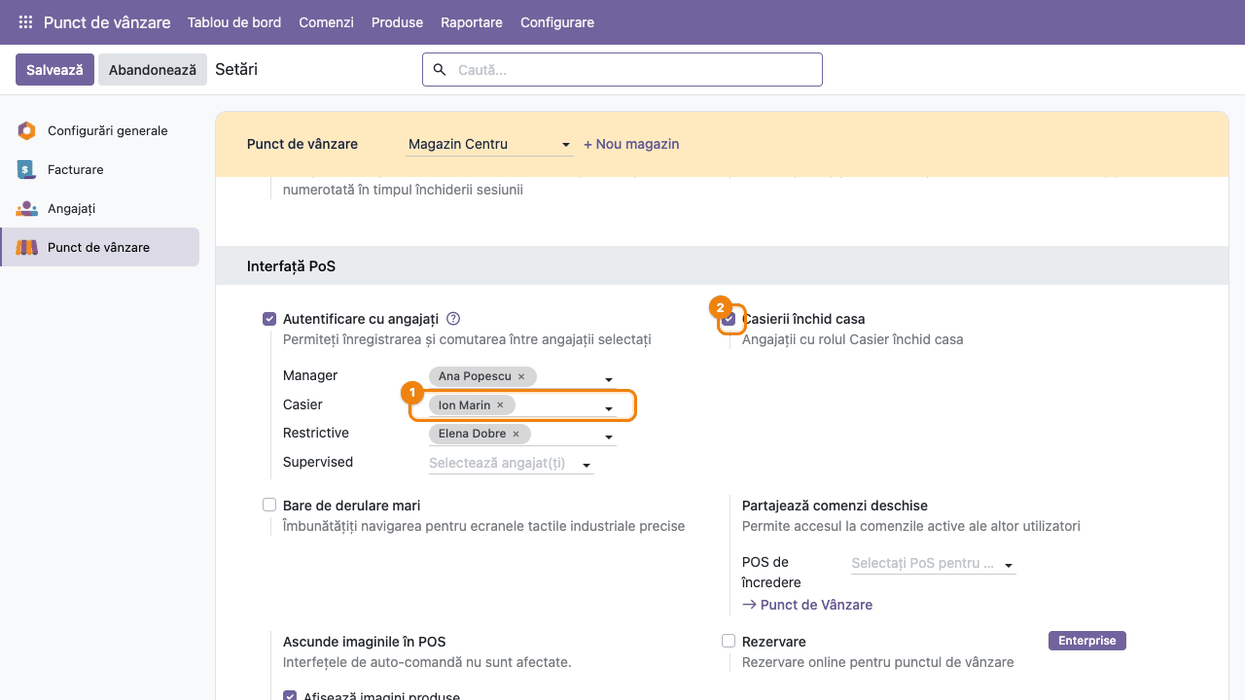 Punct de vânzare Tablou de bord Comenzi Produse Raportare Configurare
Salvează Abandonează Setări Caută...
Configurări generale
Facturare
Angajați
Punct de vânzare
Punct de vânzare Magazin Centru + Nou magazin
numerotată în timpul închiderii sesiunii
Interfață PoS
Autentificare cu angajați ?
Permiteți înregistrarea și comutarea între angajații selectați
Manager Ana Popescu ×
1
Casier Ion Marin ×
Restrictive Elena Dobre ×
Supervised Selectează angajat(ți)
2
Casierii închid casa
Angajații cu rolul Casier închid casa
Bare de derulare mari
Îmbunătățiți navigarea pentru ecranele tactile industriale precise
Partajează comenzi deschise
Permite accesul la comenzile active ale altor utilizatori
POS de încredere Selectați PoS pentru ...
→ Punct de Vânzare
Ascunde imaginile în POS
Interfețele de auto-comandă nu sunt afectate.
Afișează imagini produse
Rezervare Enterprise
Rezervare online pentru punctul de vânzare